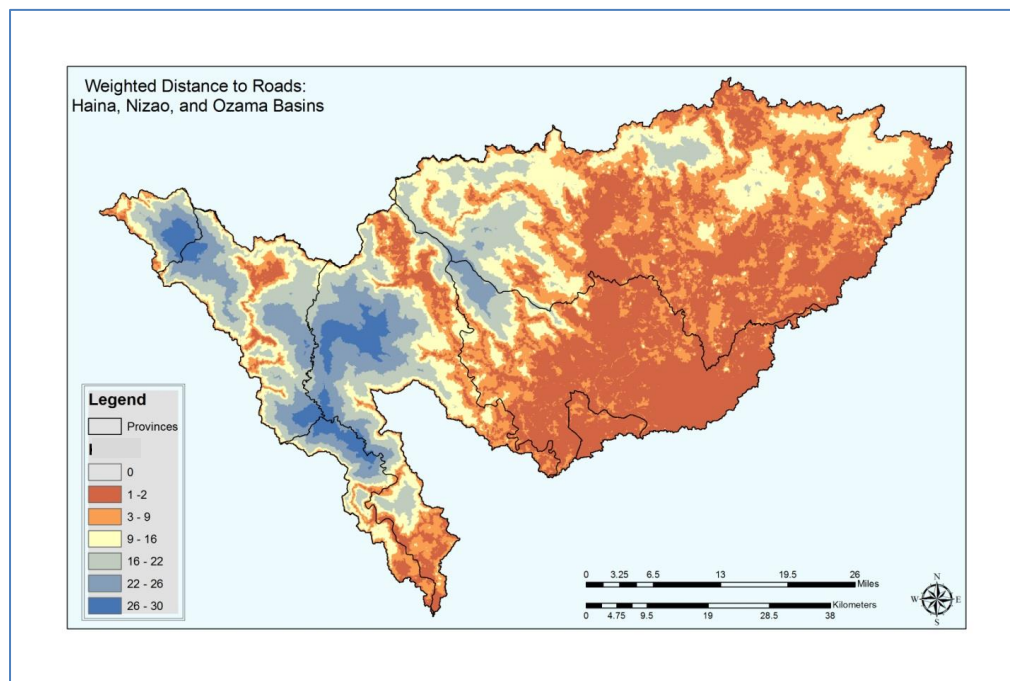 Weighted Distance to Roads:
Haina, Nizao, and Ozama Basins
Legend
Provinces
0
1 -2
3 - 9
9 - 16
16 - 22
22 - 26
26 - 30
0 3.25 6.5 13 19.5 26
Miles
Kilometers
0 4.75 9.5 19 28.5 38
N
W E
S